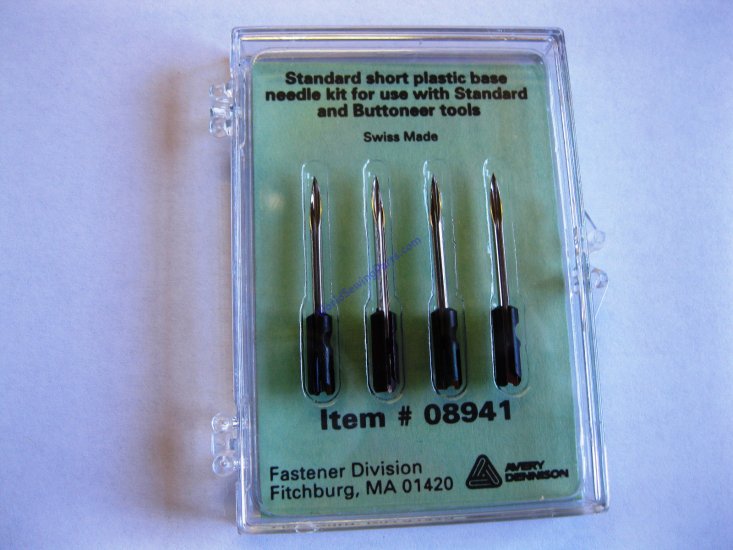 Standard short plastic base
needle kit for use with Standard
and Buttoneer tools
Swiss Made
Item # 08941
Fastener Division
Fitchburg, MA 01420
AVERY
DENNISON